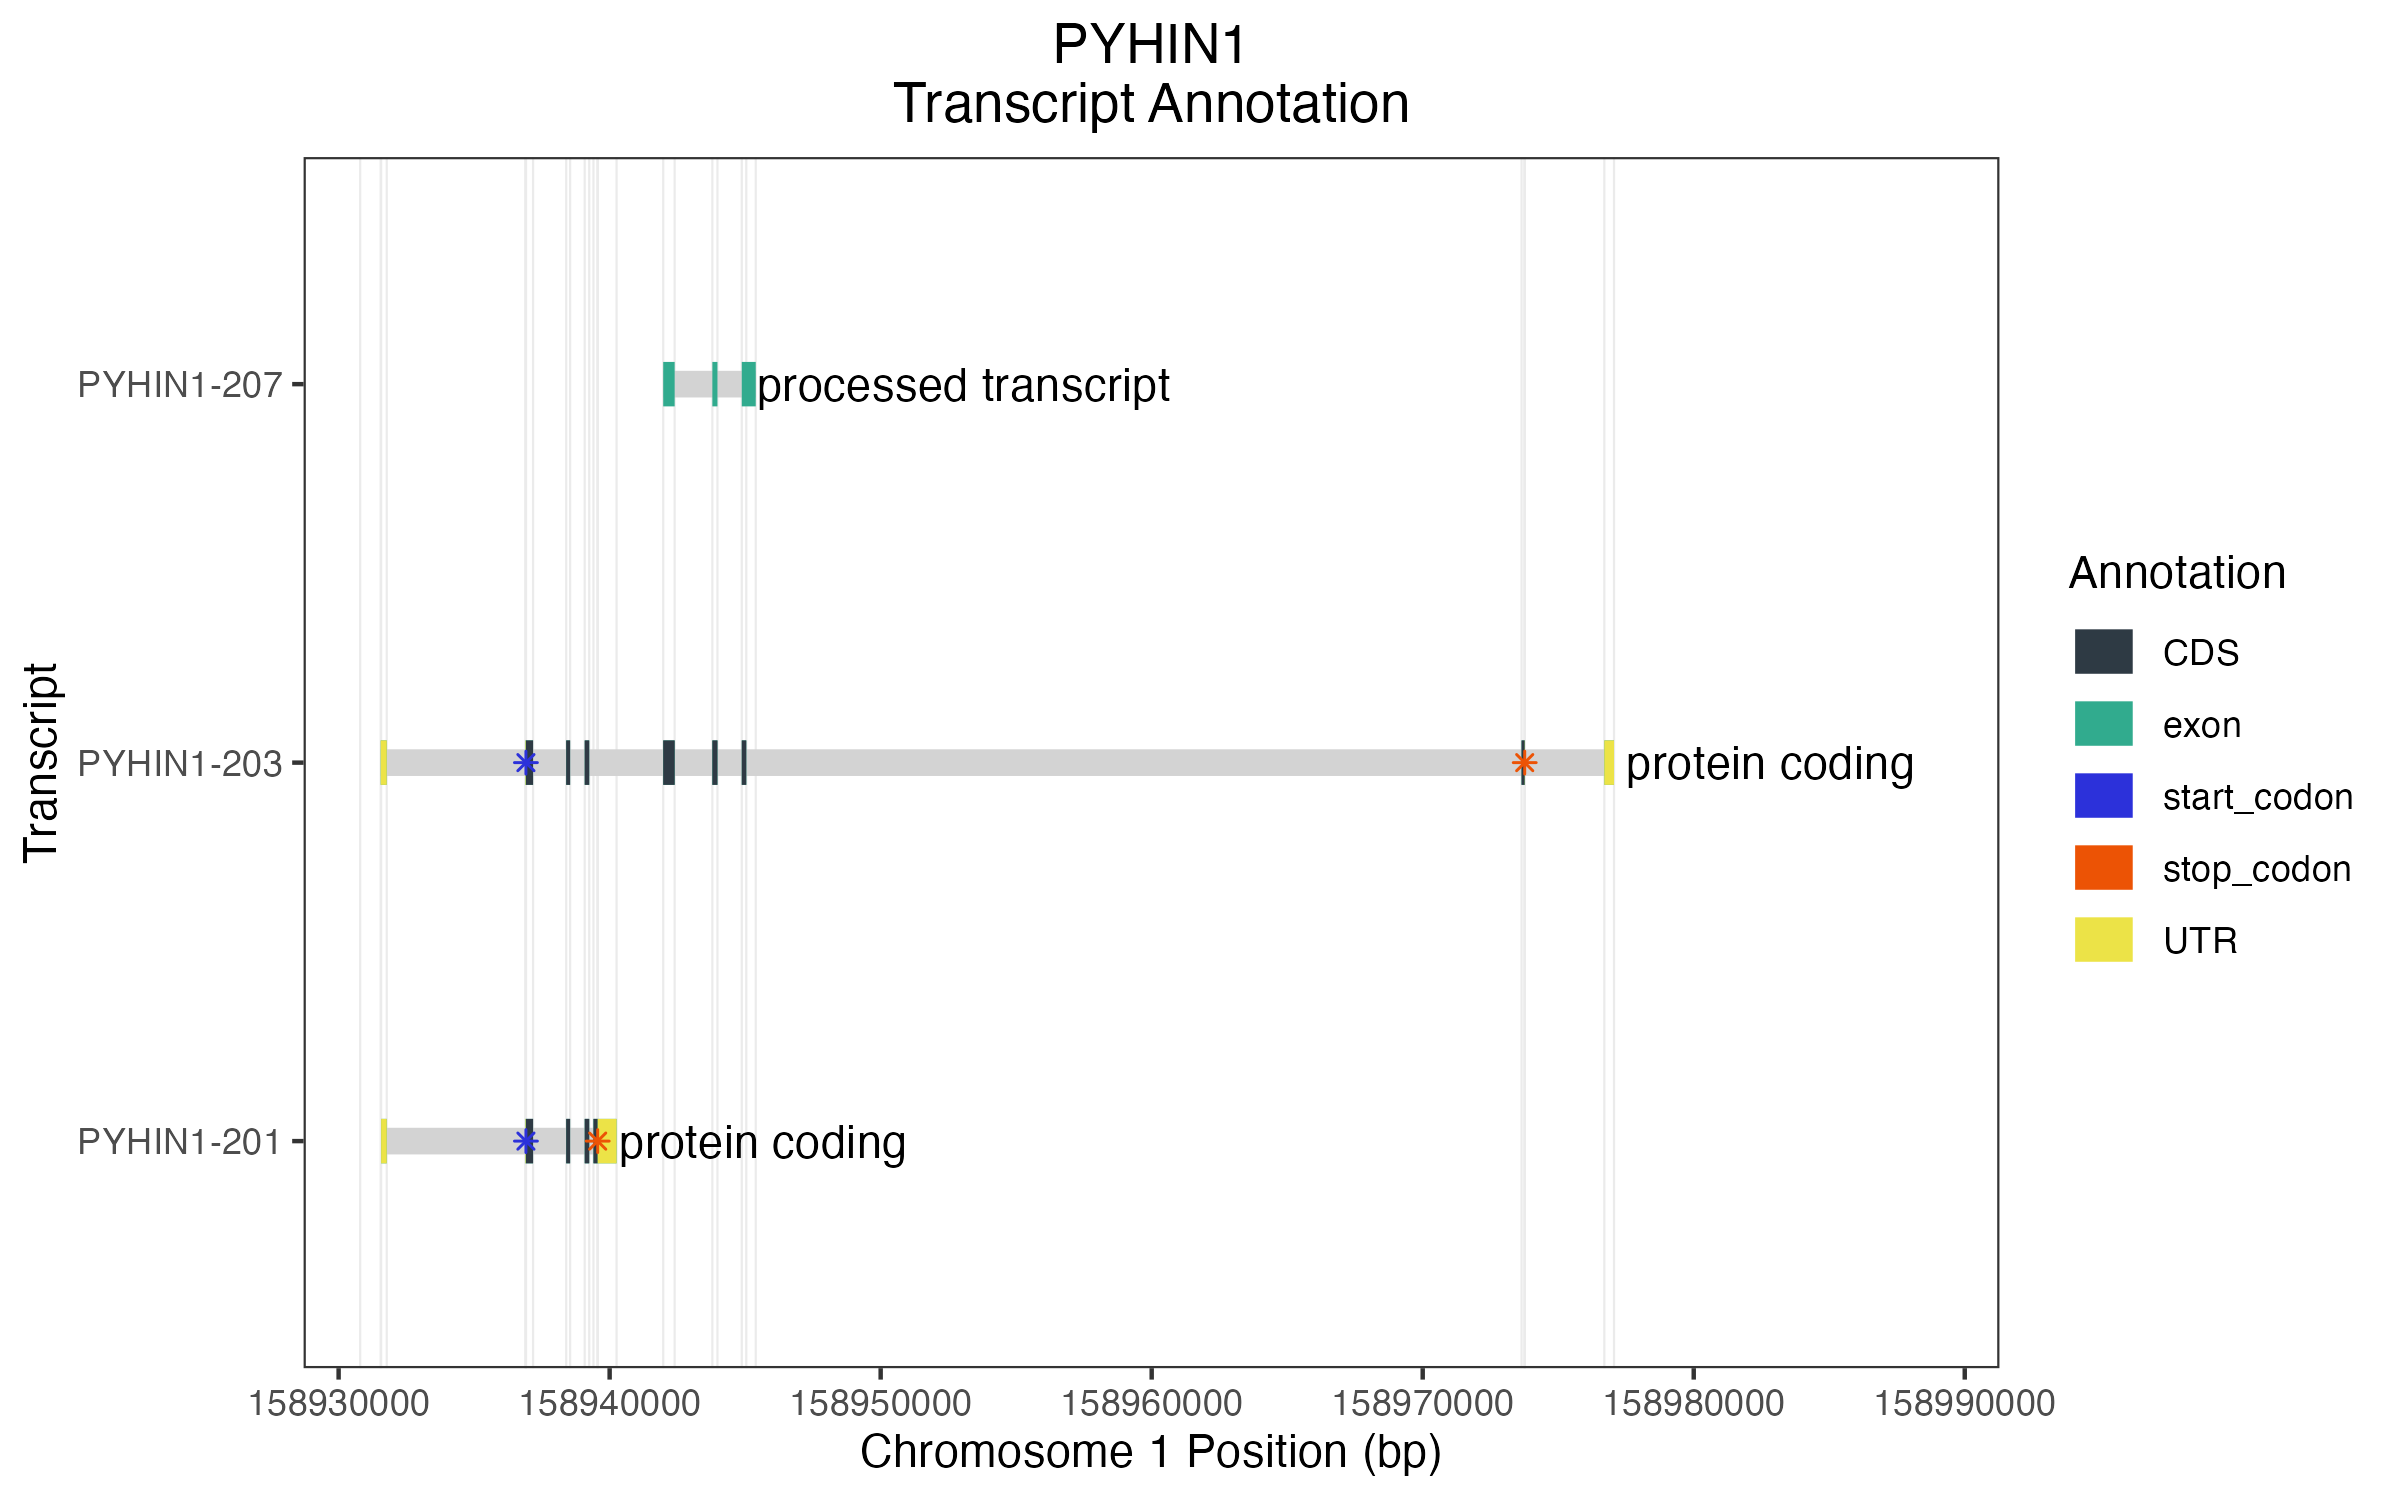 PYHIN1
Transcript Annotation
Transcript
PYHIN1-207
processed transcript
PYHIN1-203
protein coding
PYHIN1-201
protein coding
158930000
158940000
158950000
158960000
158970000
158980000
158990000
Chromosome 1 Position (bp)
Annotation
CDS
exon
start_codon
stop_codon
UTR